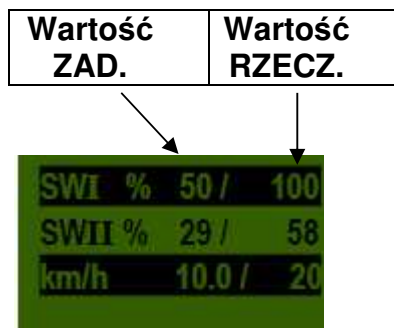 Wartość Wartość
ZAD. RZECZ.
SWI % 50 / 100
SWII % 29 / 58
km/h 10.0 / 20